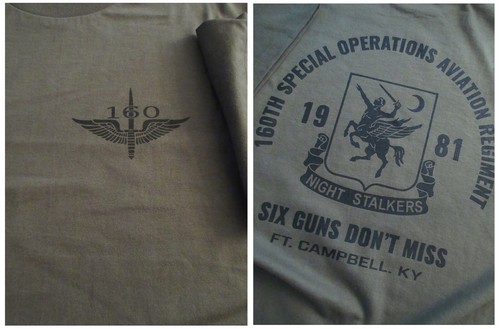 160
160TH SPECIAL OPERATIONS AVIATION REGIMENT
19 81
NIGHT STALKERS
SIX GUNS DON'T MISS
FT. CAMPBELL, KY